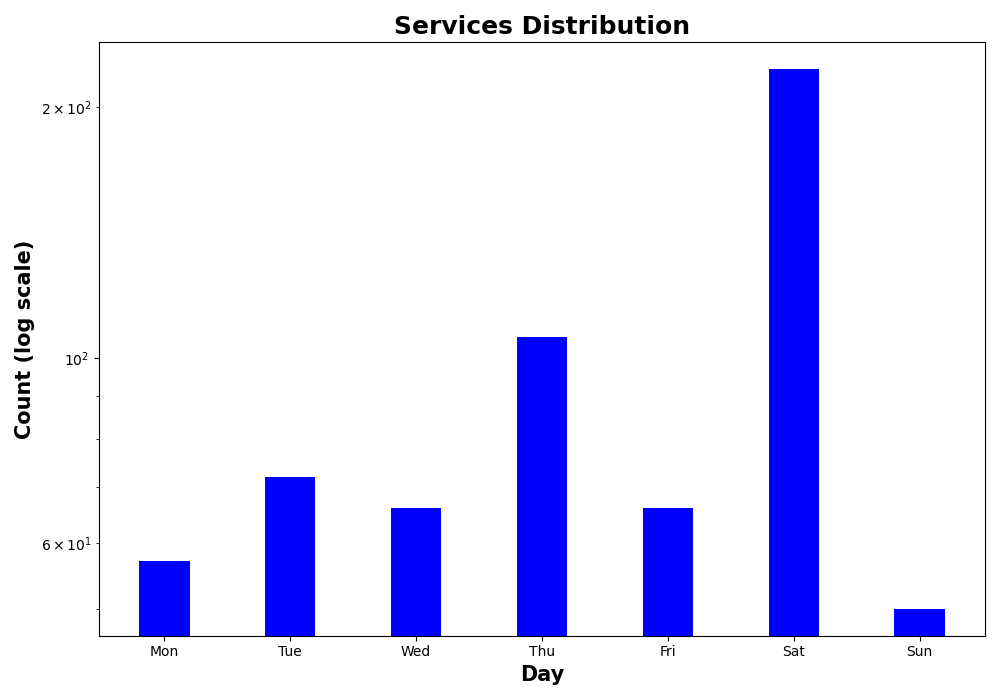 Services Distribution
2 × 10²
10²
6 × 10¹
Count (log scale)
Mon Tue Wed Thu Fri Sat Sun
Day